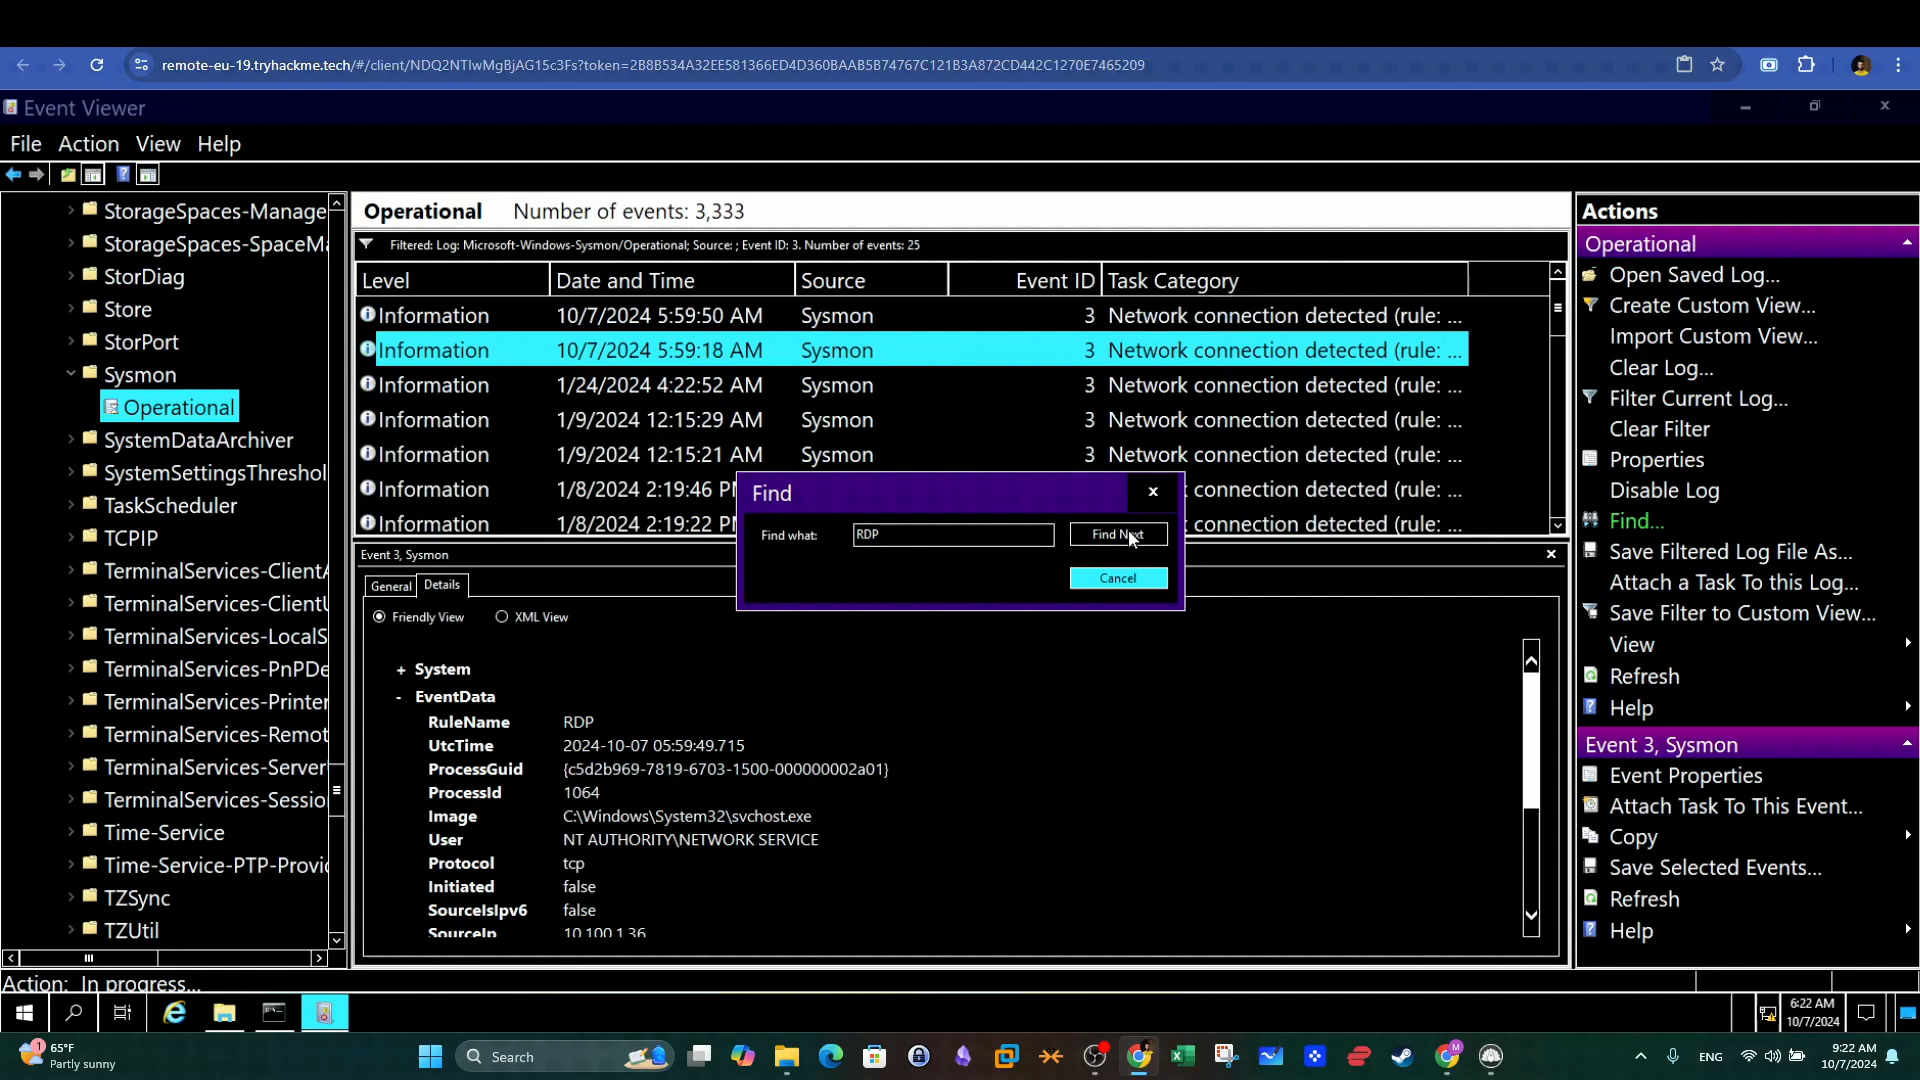 remote-eu-19.tryhackme.tech/#/client/NDQ2NTIwMgBjAG15c3Fs?token=2B8B534A32EE581366ED4D360BAAB5B74767C121B3A872CD442C1270E7465209
Event Viewer
File Action View Help
StorageSpaces-Manage
StorageSpaces-SpaceMa
StorDiag
Store
StorPort
Sysmon
Operational
SystemDataArchiver
SystemSettingsThreshol
TaskScheduler
TCPIP
TerminalServices-ClientA
TerminalServices-ClientU
TerminalServices-LocalS
TerminalServices-PnPDe
TerminalServices-Printer
TerminalServices-Remot
TerminalServices-Server
TerminalServices-Sessio
Time-Service
Time-Service-PTP-Provid
TZSync
TZUtil
Operational Number of events: 3,333
Filtered: Log: Microsoft-Windows-Sysmon/Operational; Source: ; Event ID: 3. Number of events: 25
Level Date and Time Source Event ID Task Category
Information 10/7/2024 5:59:50 AM Sysmon 3 Network connection detected (rule: ...
Information 10/7/2024 5:59:18 AM Sysmon 3 Network connection detected (rule: ...
Information 1/24/2024 4:22:52 AM Sysmon 3 Network connection detected (rule: ...
Information 1/9/2024 12:15:29 AM Sysmon 3 Network connection detected (rule: ...
Information 1/9/2024 12:15:21 AM Sysmon 3 Network connection detected (rule: ...
Information 1/8/2024 2:19:46 connection detected (rule: ...
Information 1/8/2024 2:19:22 connection detected (rule: ...
Find
Find what: RDP Find Next
Cancel
Event 3, Sysmon
General Details
Friendly View XML View
+ System
- EventData
RuleName RDP
UtcTime 2024-10-07 05:59:49.715
ProcessGuid {c5d2b969-7819-6703-1500-000000002a01}
ProcessId 1064
Image C:\Windows\System32\svchost.exe
User NT AUTHORITY\NETWORK SERVICE
Protocol tcp
Initiated false
SourceIsIpv6 false
SourceIp 10.100.1.36
Actions
Operational
Open Saved Log...
Create Custom View...
Import Custom View...
Clear Log...
Filter Current Log...
Clear Filter
Properties
Disable Log
Find...
Save Filtered Log File As...
Attach a Task To this Log...
Save Filter to Custom View...
View
Refresh
Help
Event 3, Sysmon
Event Properties
Attach Task To This Event...
Copy
Save Selected Events...
Refresh
Help
Action: In progress...
6:22 AM
10/7/2024
1
65°F
Partly sunny
Search
M
ENG
9:22 AM
10/7/2024